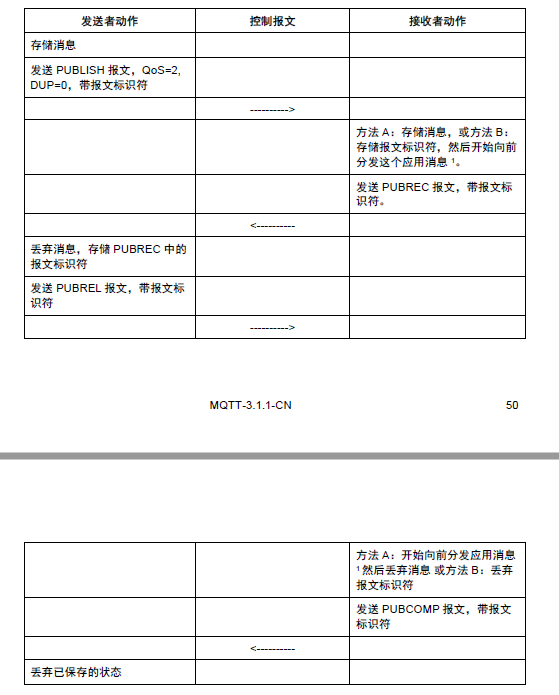 发送者动作 控制报文 接收者动作
存储消息
发送 PUBLISH 报文，QoS=2,
DUP=0，带报文标识符
---------->
方法 A：存储消息，或方法 B：
存储报文标识符，然后开始向前
分发这个应用消息 ¹。
发送 PUBREC 报文，带报文标
识符。
<----------
丢弃消息，存储 PUBREC 中的
报文标识符
发送 PUBREL 报文，带报文标
识符
---------->
MQTT-3.1.1-CN 50
方法 A：开始向前分发应用消息
¹ 然后丢弃消息 或方法 B：丢弃
报文标识符
发送 PUBCOMP 报文，带报文
标识符
<----------
丢弃已保存的状态